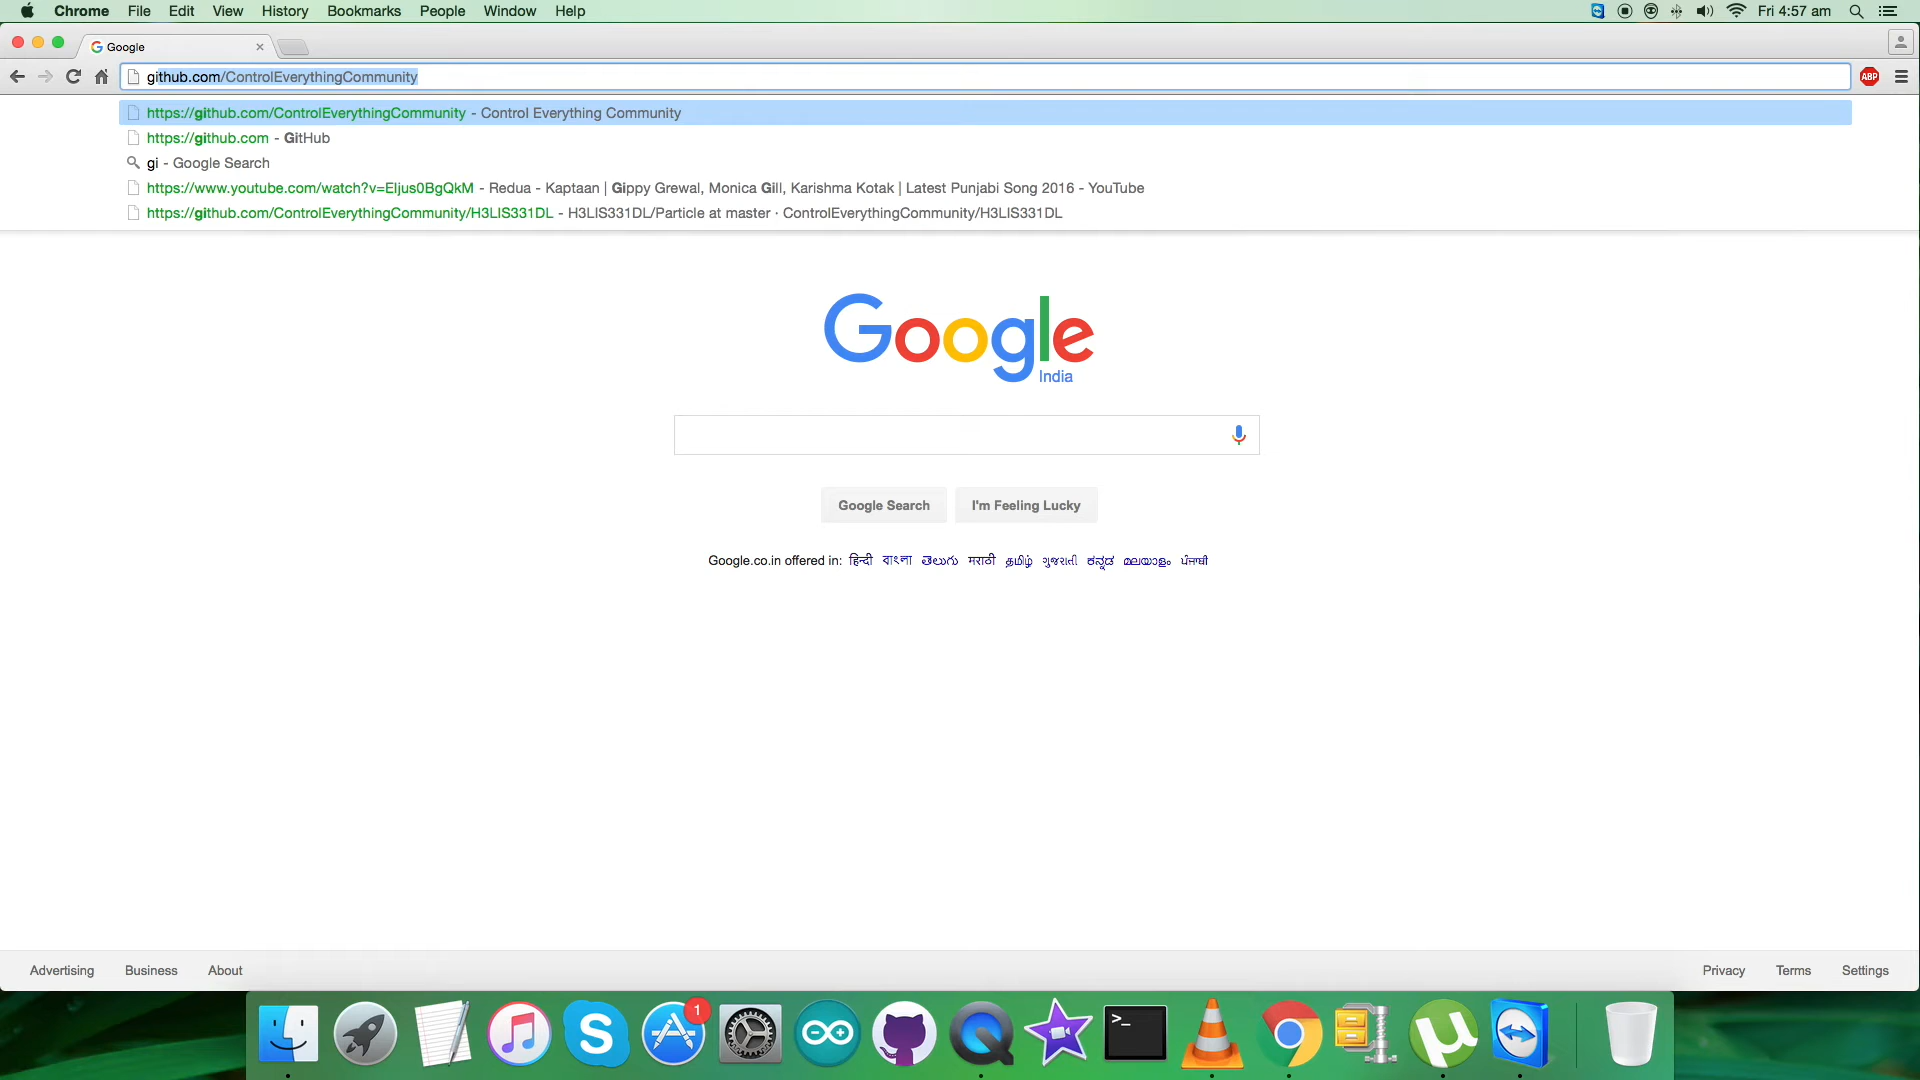 Chrome File Edit View History Bookmarks People Window Help Fri 4:57 am
Google
github.com/ControlEverythingCommunity ABP
https://github.com/ControlEverythingCommunity - Control Everything Community
https://github.com - GitHub
gi - Google Search
https://www.youtube.com/watch?v=EIjus0BgQkM - Redua - Kaptaan | Gippy Grewal, Monica Gill, Karishma Kotak | Latest Punjabi Song 2016 - YouTube
https://github.com/ControlEverythingCommunity/H3LIS331DL - H3LIS331DL/Particle at master · ControlEverythingCommunity/H3LIS331DL
Google
India
Google Search I'm Feeling Lucky
Google.co.in offered in: हिन्दी বাংলা తెలుగు मराठी தமிழ் ગુજરાતી ಕನ್ನಡ മലയാളം ਪੰਜਾਬੀ
Advertising Business About Privacy Terms Settings
1